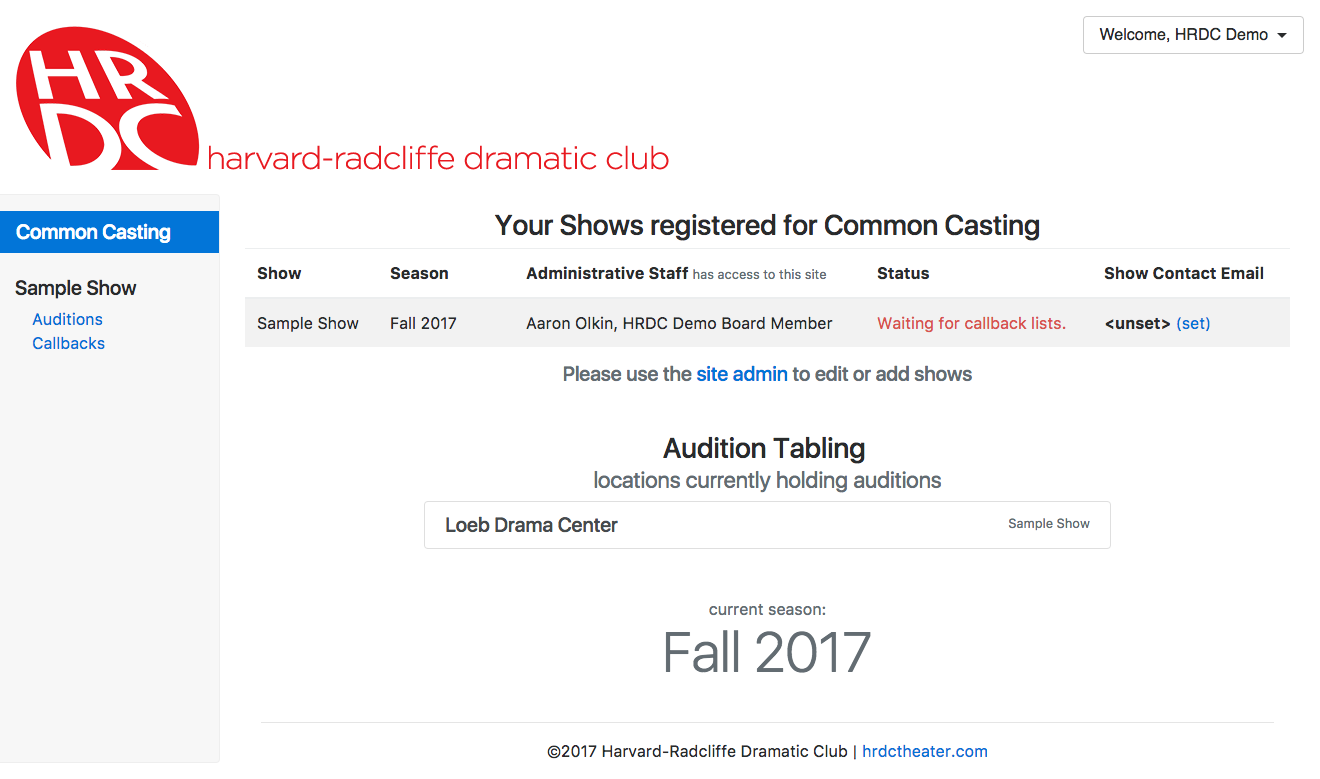 Welcome, HRDC Demo
HR
DC
harvard-radcliffe dramatic club
Common Casting
Sample Show
Auditions
Callbacks
Your Shows registered for Common Casting
Show Season Administrative Staff has access to this site Status Show Contact Email
Sample Show Fall 2017 Aaron Olkin, HRDC Demo Board Member Waiting for callback lists. <unset> (set)
Please use the site admin to edit or add shows
Audition Tabling
locations currently holding auditions
Loeb Drama Center Sample Show
current season:
Fall 2017
©2017 Harvard-Radcliffe Dramatic Club | hrdctheater.com